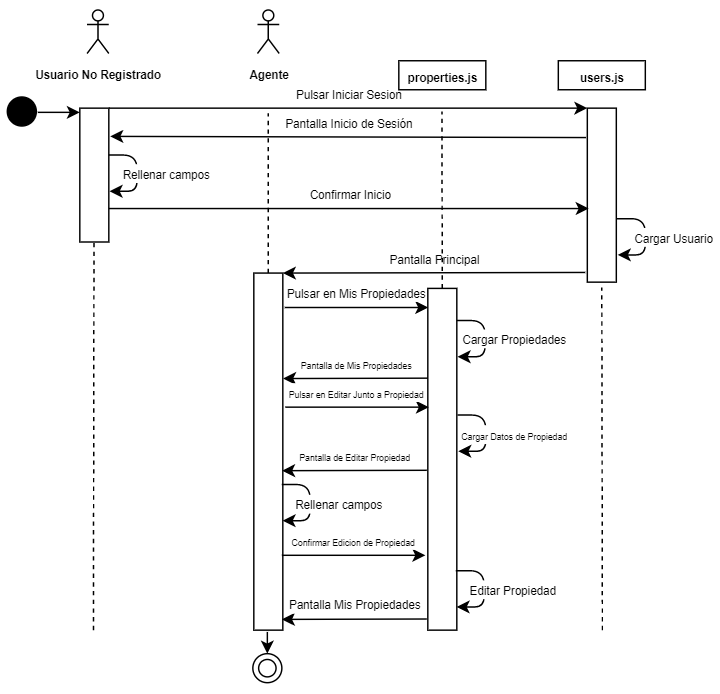 Usuario No Registrado
Agente
properties.js
users.js
Pulsar Iniciar Sesion
Pantalla Inicio de Sesión
Rellenar campos
Confirmar Inicio
Cargar Usuario
Pantalla Principal
Pulsar en Mis Propiedades
Cargar Propiedades
Pantalla de Mis Propiedades
Pulsar en Editar Junto a Propiedad
Cargar Datos de Propiedad
Pantalla de Editar Propiedad
Rellenar campos
Confirmar Edicion de Propiedad
Editar Propiedad
Pantalla Mis Propiedades